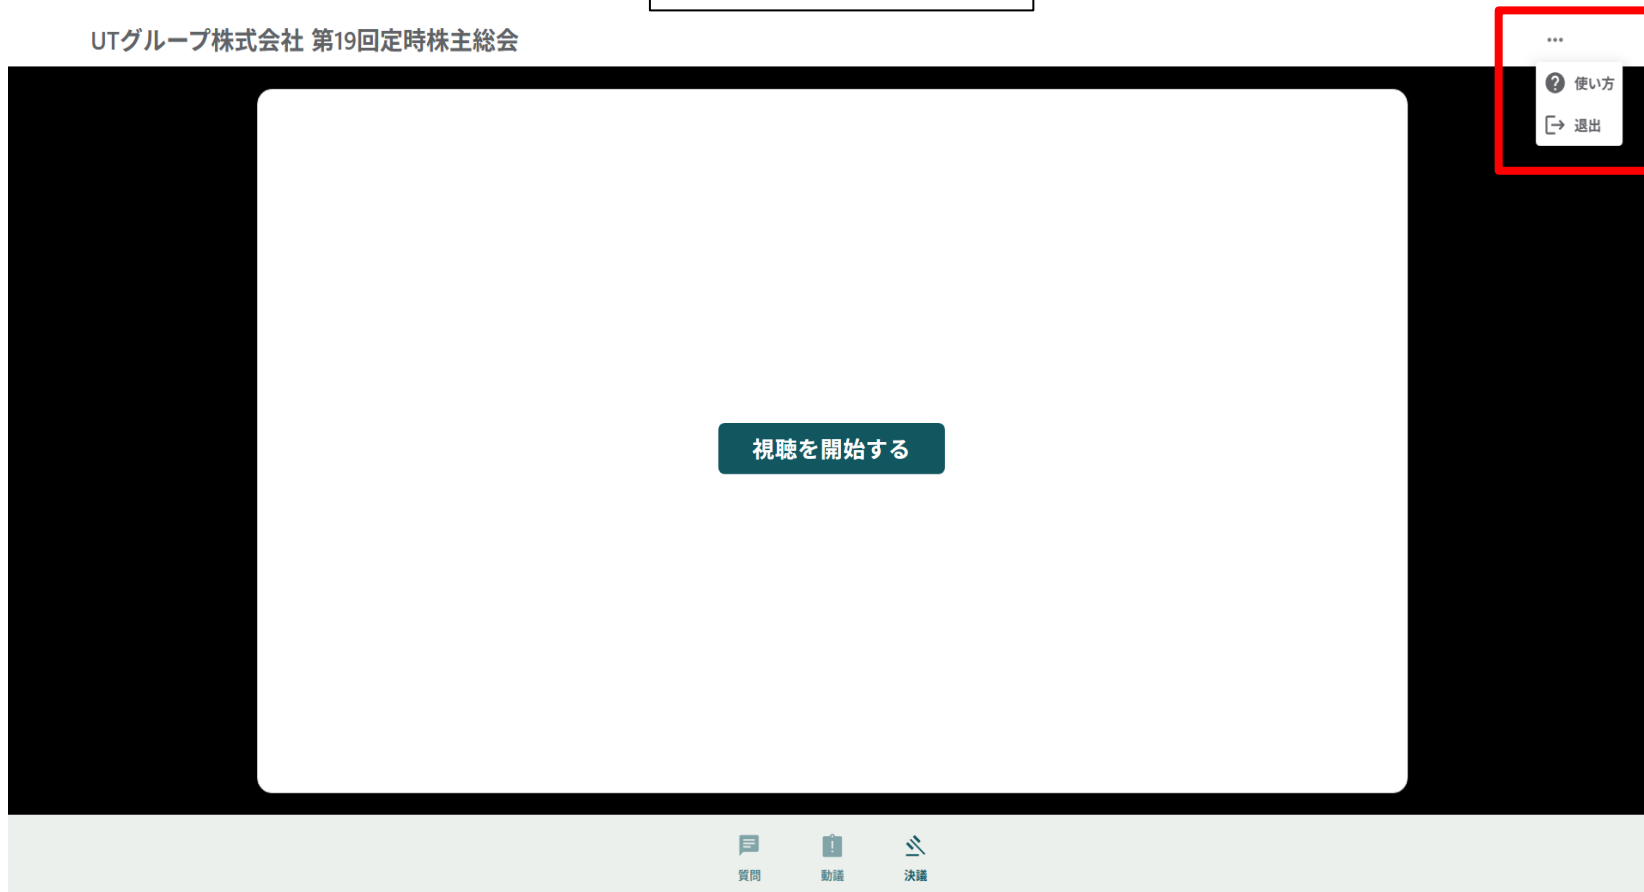 UTグループ株式会社 第19回定時株主総会
使い方
退出
視聴を開始する
質問
動議
決議